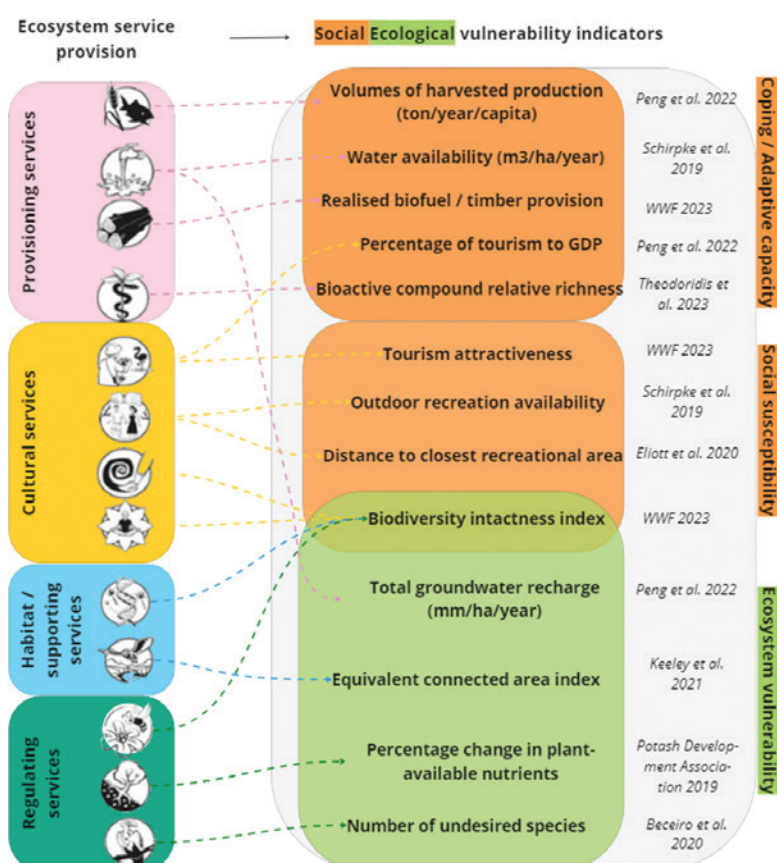 Ecosystem service
provision
Social Ecological vulnerability indicators
Provisioning services
Cultural services
Habitat /
supporting
services
Regulating
services
Volumes of harvested production
(ton/year/capita)
Water availability (m3/ha/year)
Realised biofuel / timber provision
Percentage of tourism to GDP
Bioactive compound relative richness
Tourism attractiveness
Outdoor recreation availability
Distance to closest recreational area
Biodiversity intactness index
Total groundwater recharge
(mm/ha/year)
Equivalent connected area index
Percentage change in plant-
available nutrients
Number of undesired species
Peng et al. 2022
Schirpke et al.
2019
WWF 2023
Peng et al. 2022
Theodoridis et
al. 2023
WWF 2023
Schirpke et al.
2019
Eliott et al. 2020
WWF 2023
Peng et al. 2022
Keeley et al.
2021
Potash Develop-
ment Associa-
tion 2019
Beceiro et al.
2020
Coping / Adaptive capacity
Social susceptibility
Ecosystem vulnerability